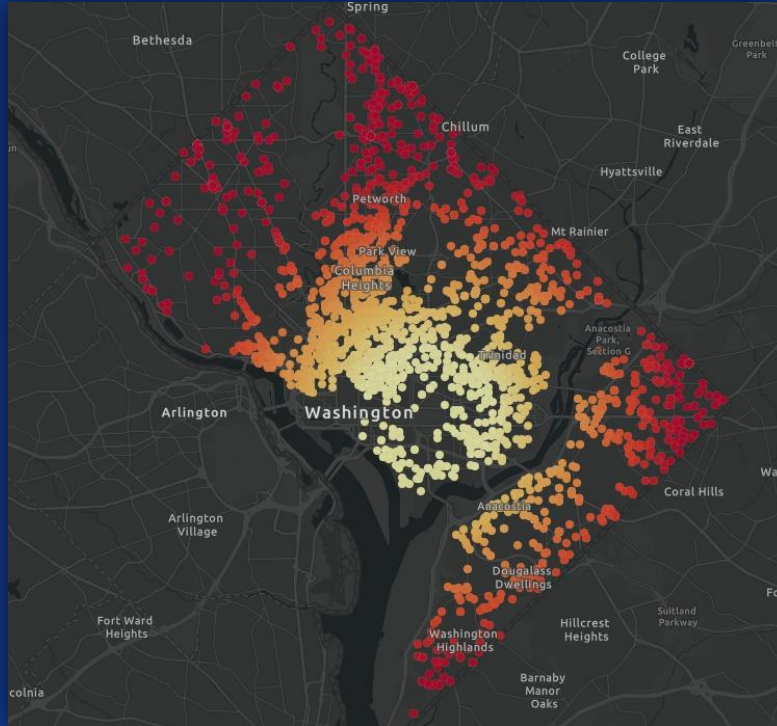 Spring
Bethesda
College
Park
Greenbelt
Park
Chillum
East
Riverdale
Hyattsville
Petworth
Mt Rainier
Park View
Columbia
Heights
Anacostia
Park,
Section G
Trinidad
Arlington
Washington
Coral Hills
Anacostia
Arlington
Village
Douglass
Dwellings
Fort Ward
Heights
Hillcrest
Heights
Suitland
Parkway
Washington
Highlands
Barnaby
Manor
Oaks
colnia